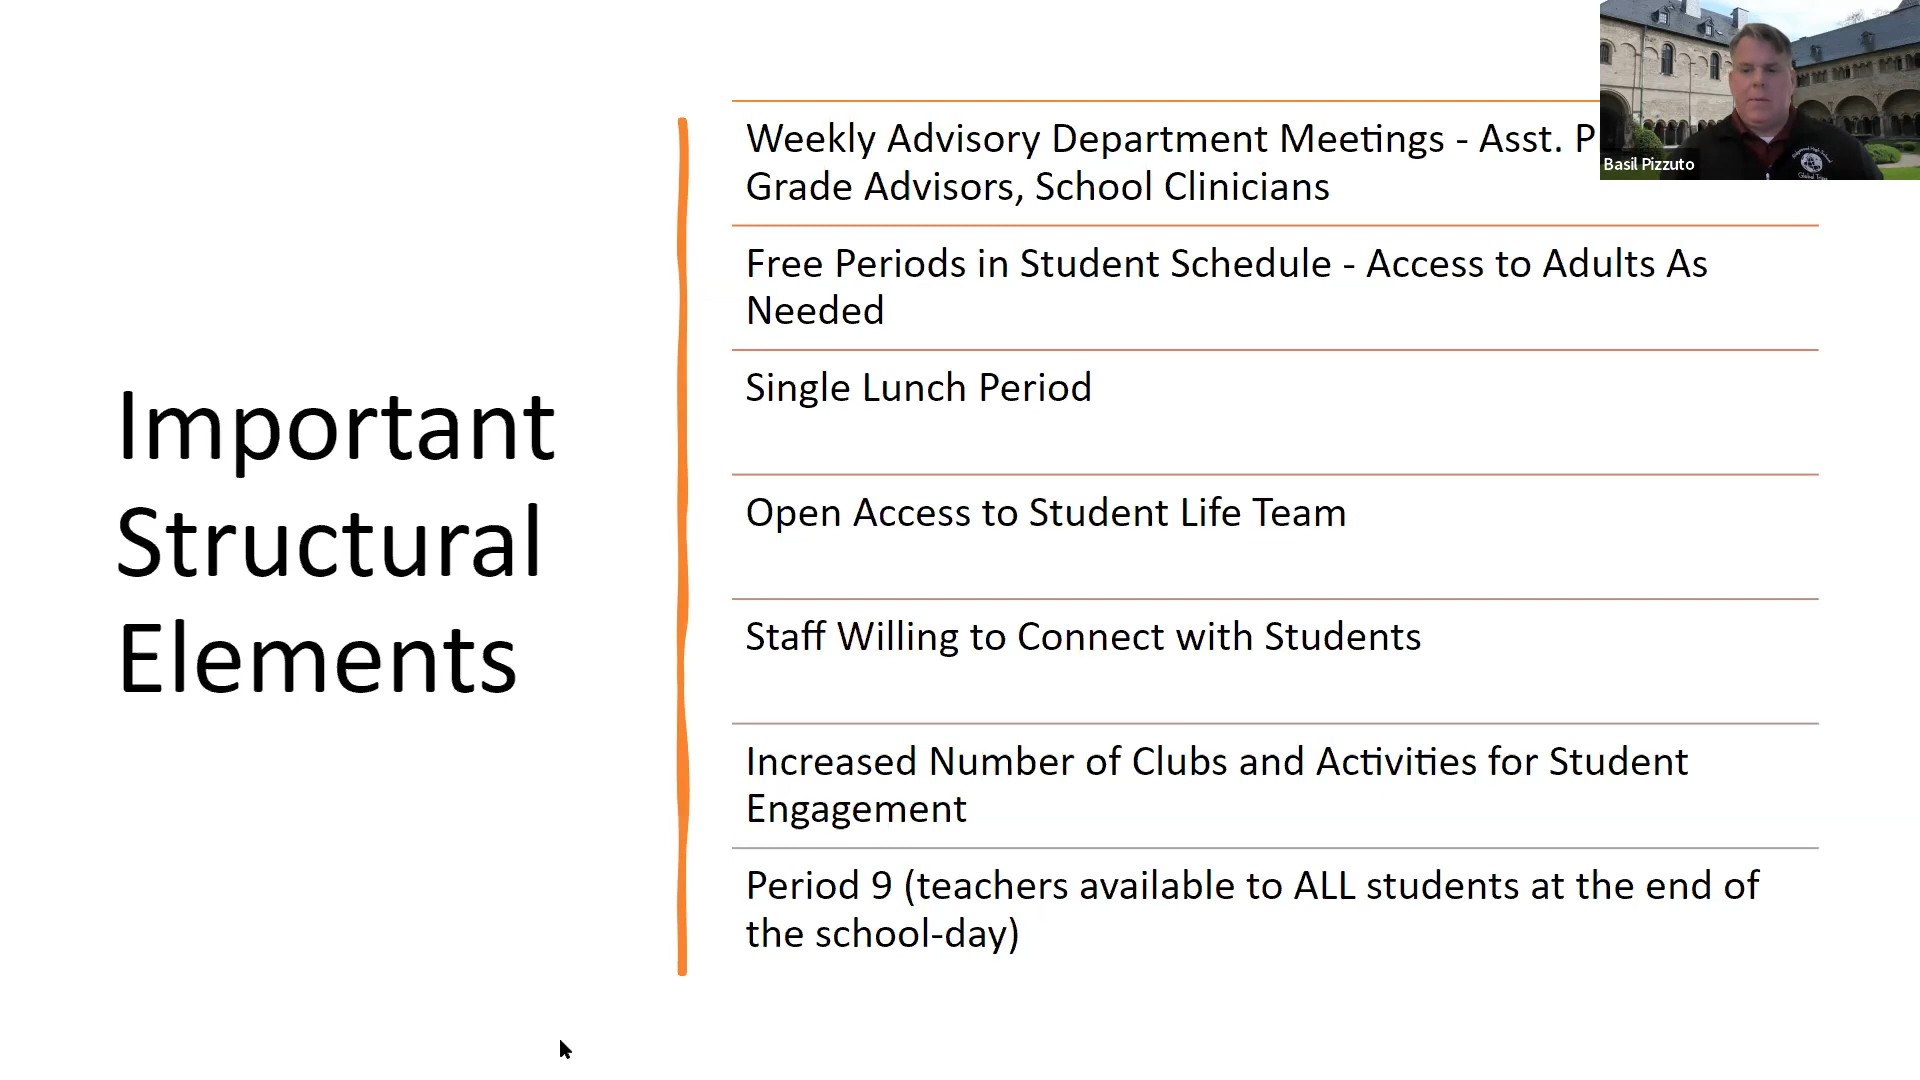 Important
Structural
Elements
Weekly Advisory Department Meetings - Asst. P
Grade Advisors, School Clinicians
Free Periods in Student Schedule - Access to Adults As
Needed
Single Lunch Period
Open Access to Student Life Team
Staff Willing to Connect with Students
Increased Number of Clubs and Activities for Student
Engagement
Period 9 (teachers available to ALL students at the end of
the school-day)
Basil Pizzuto